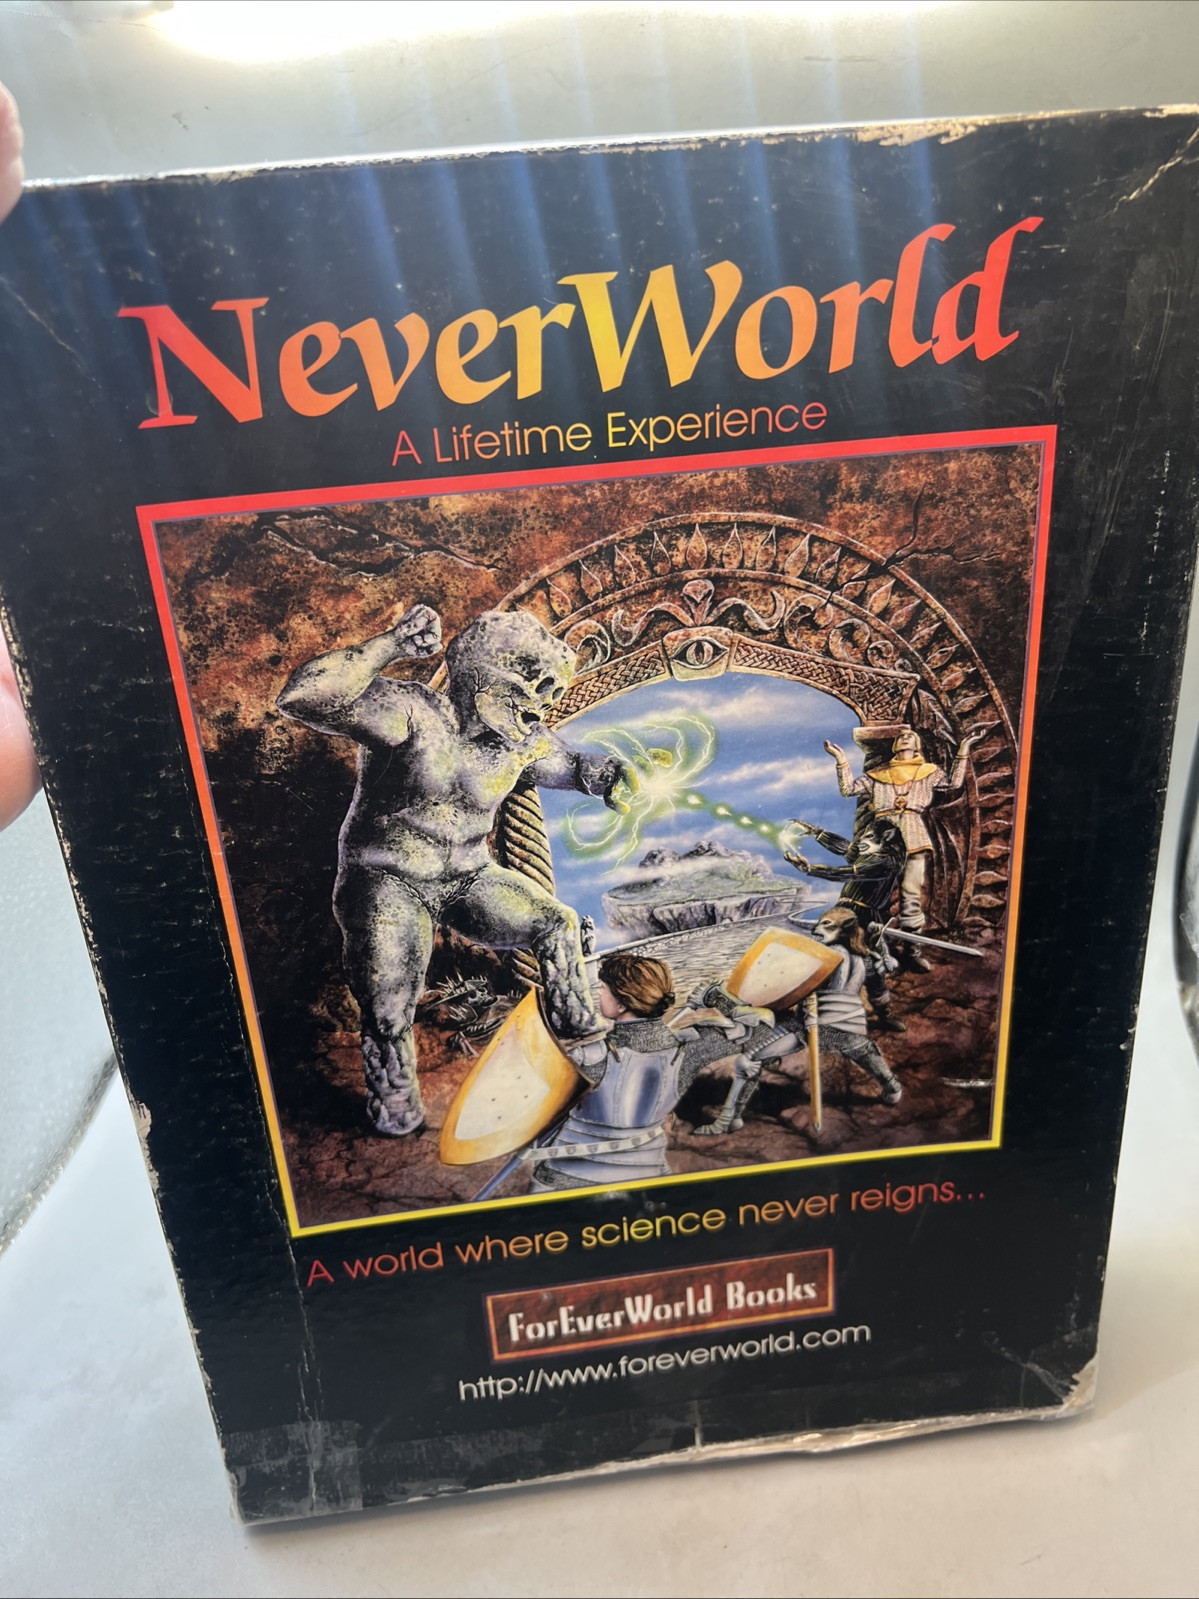 NeverWorld
A Lifetime Experience
A world where science never reigns...
ForEverWorld Books
http://www.foreverworld.com